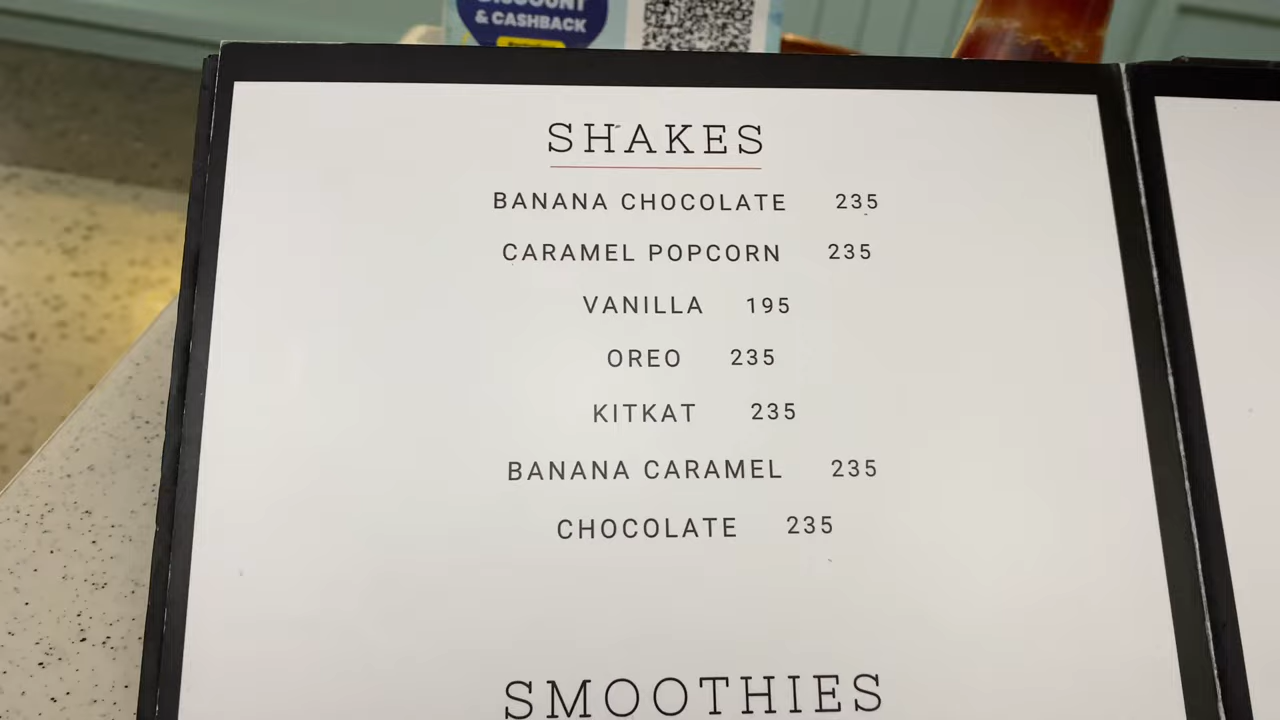 DISCOUNT
& CASHBACK
SHAKES
BANANA CHOCOLATE 235
CARAMEL POPCORN 235
VANILLA 195
OREO 235
KITKAT 235
BANANA CARAMEL 235
CHOCOLATE 235
SMOOTHIES